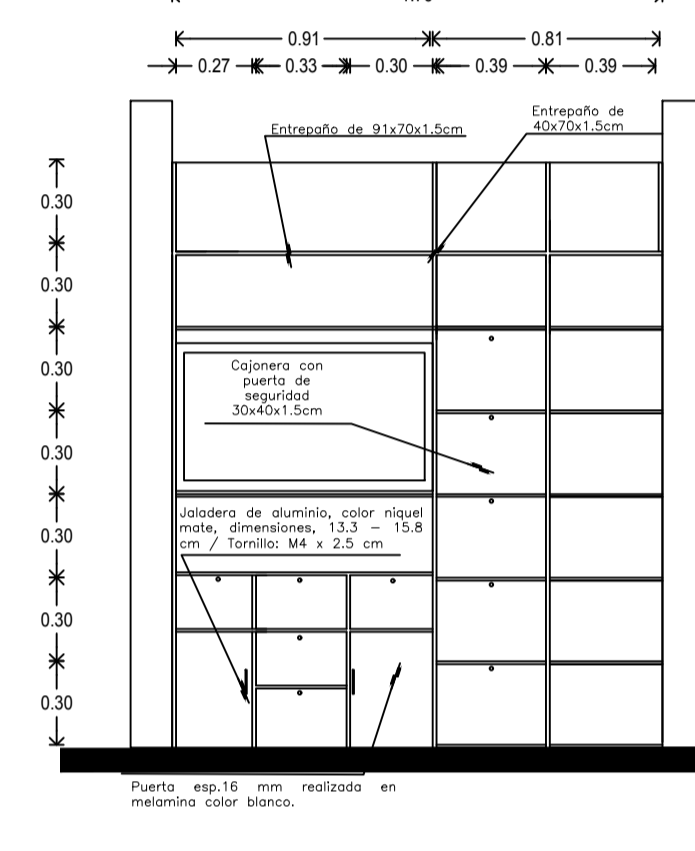 0.91 0.81
0.27 0.33 0.30 0.39 0.39
Entrepaño de 91x70x1.5cm
Entrepaño de
40x70x1.5cm
0.30
0.30
0.30
0.30
0.30
0.30
0.30
Cajonera con
puerta de
seguridad
30x40x1.5cm
Jaladera de aluminio, color niquel
mate, dimensiones, 13.3 – 15.8
cm / Tornillo: M4 x 2.5 cm
Puerta esp.16 mm realizada en
melamina color blanco.